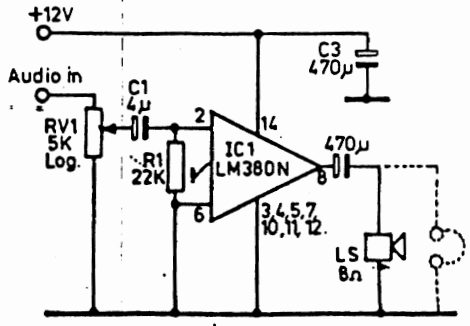 +12V
Audio in
RV1
5K
Log.
C1
4µ
R1
22K
2
6
14
IC1
LM380N
8
3,4,5,7,
10,11,12.
C3
470µ
470µ
LS
8Ω